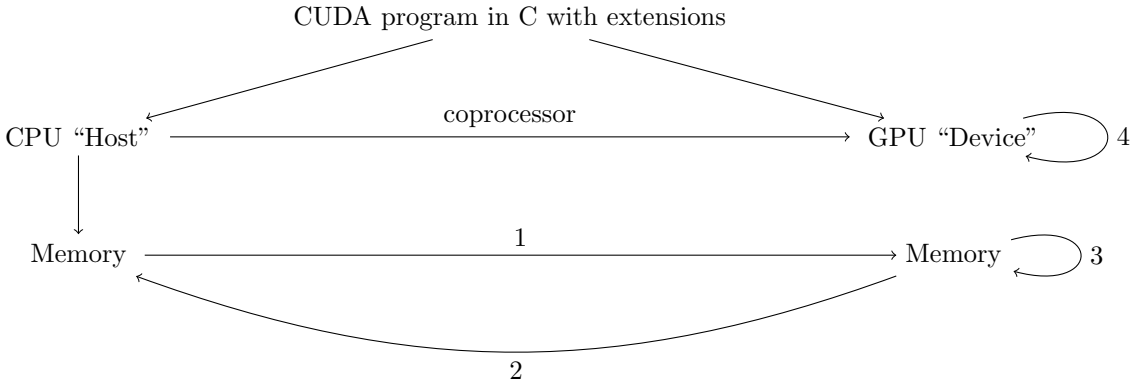 CUDA program in C with extensions
coprocessor
CPU “Host”
GPU “Device”
4
1
Memory
Memory
3
2